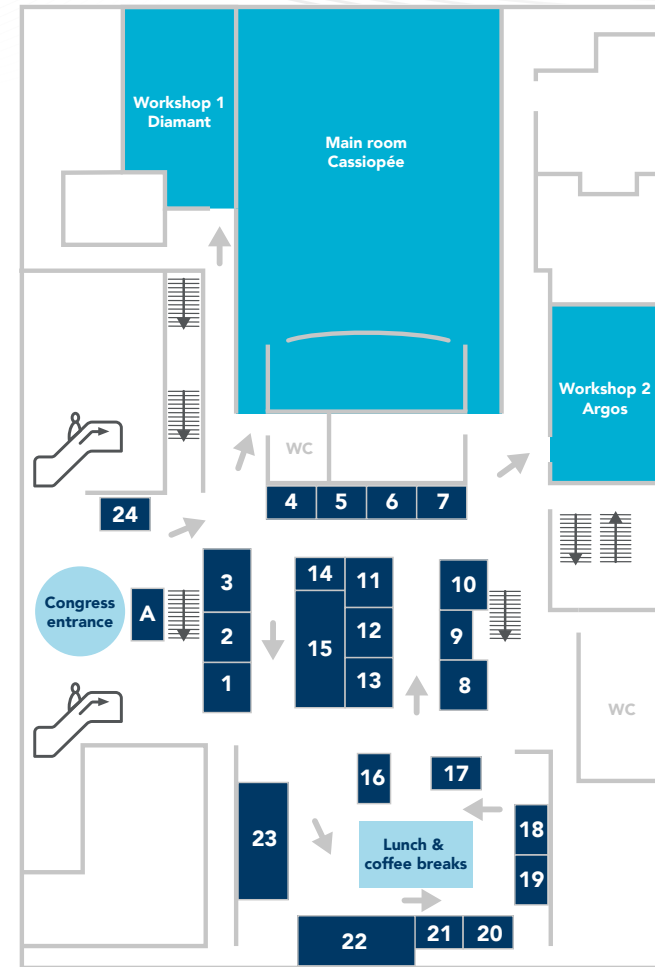 Workshop 1
Diamant
Main room
Cassiopée
Workshop 2
Argos
WC
4 5 6 7
24
Congress
entrance
A
3
2
1
14
11
15
12
13
10
9
8
WC
16
17
23
Lunch &
coffee breaks
18
19
22
21
20